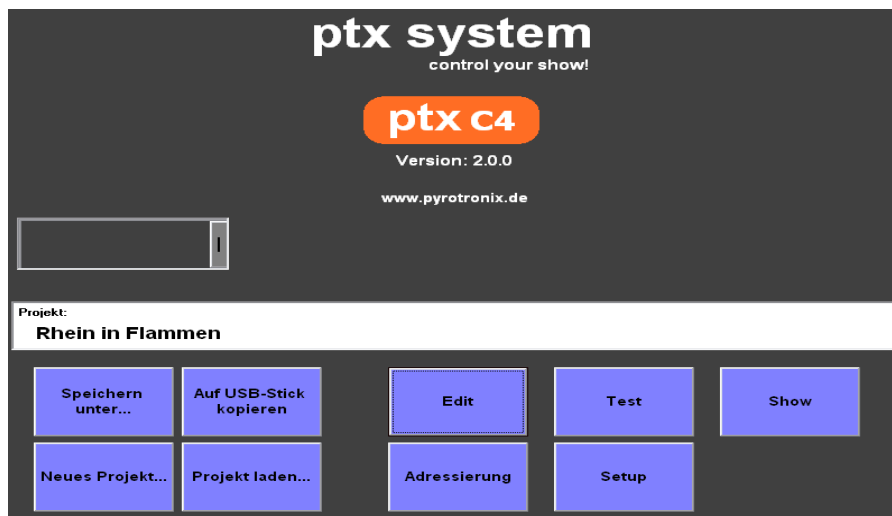 ptx system
control your show!
ptx C4
Version: 2.0.0
www.pyrotronix.de
Projekt:
Rhein in Flammen
Speichern
unter...
Auf USB-Stick
kopieren
Edit
Test
Show
Neues Projekt...
Projekt laden...
Adressierung
Setup